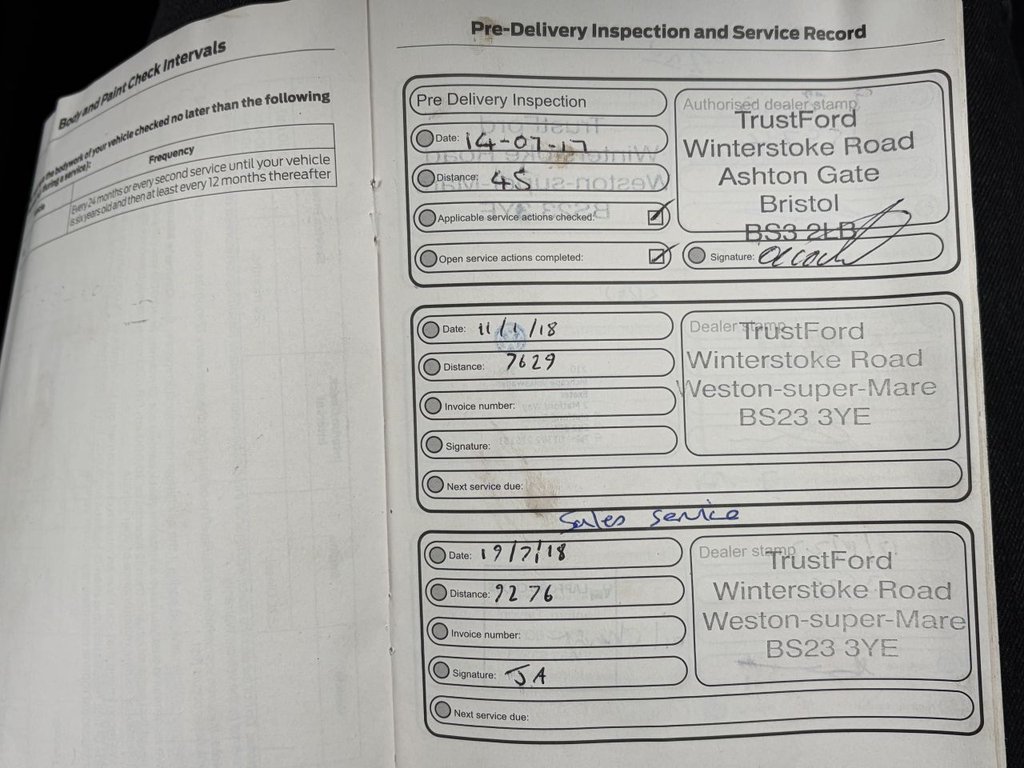 Body and Paint Check Intervals
the bodywork of your vehicle checked no later than the following
during a service):
Frequency
Every 24 months or every second service until your vehicle
is six years old and then at least every 12 months thereafter
Pre-Delivery Inspection and Service Record
Pre Delivery Inspection
Date: 14-07-17
Distance: 45
Applicable service actions checked:
Open service actions completed:
Authorised dealer stamp
TrustFord
Winterstoke Road
Ashton Gate
Bristol
BS3 2LB
Signature:
Date: 11/1/18
Distance: 7629
Invoice number:
Signature:
Next service due:
Dealer stamp
TrustFord
Winterstoke Road
Weston-super-Mare
BS23 3YE
Sales Service
Date: 19/7/18
Distance: 9276
Invoice number:
Signature: JA
Next service due:
Dealer stamp
TrustFord
Winterstoke Road
Weston-super-Mare
BS23 3YE